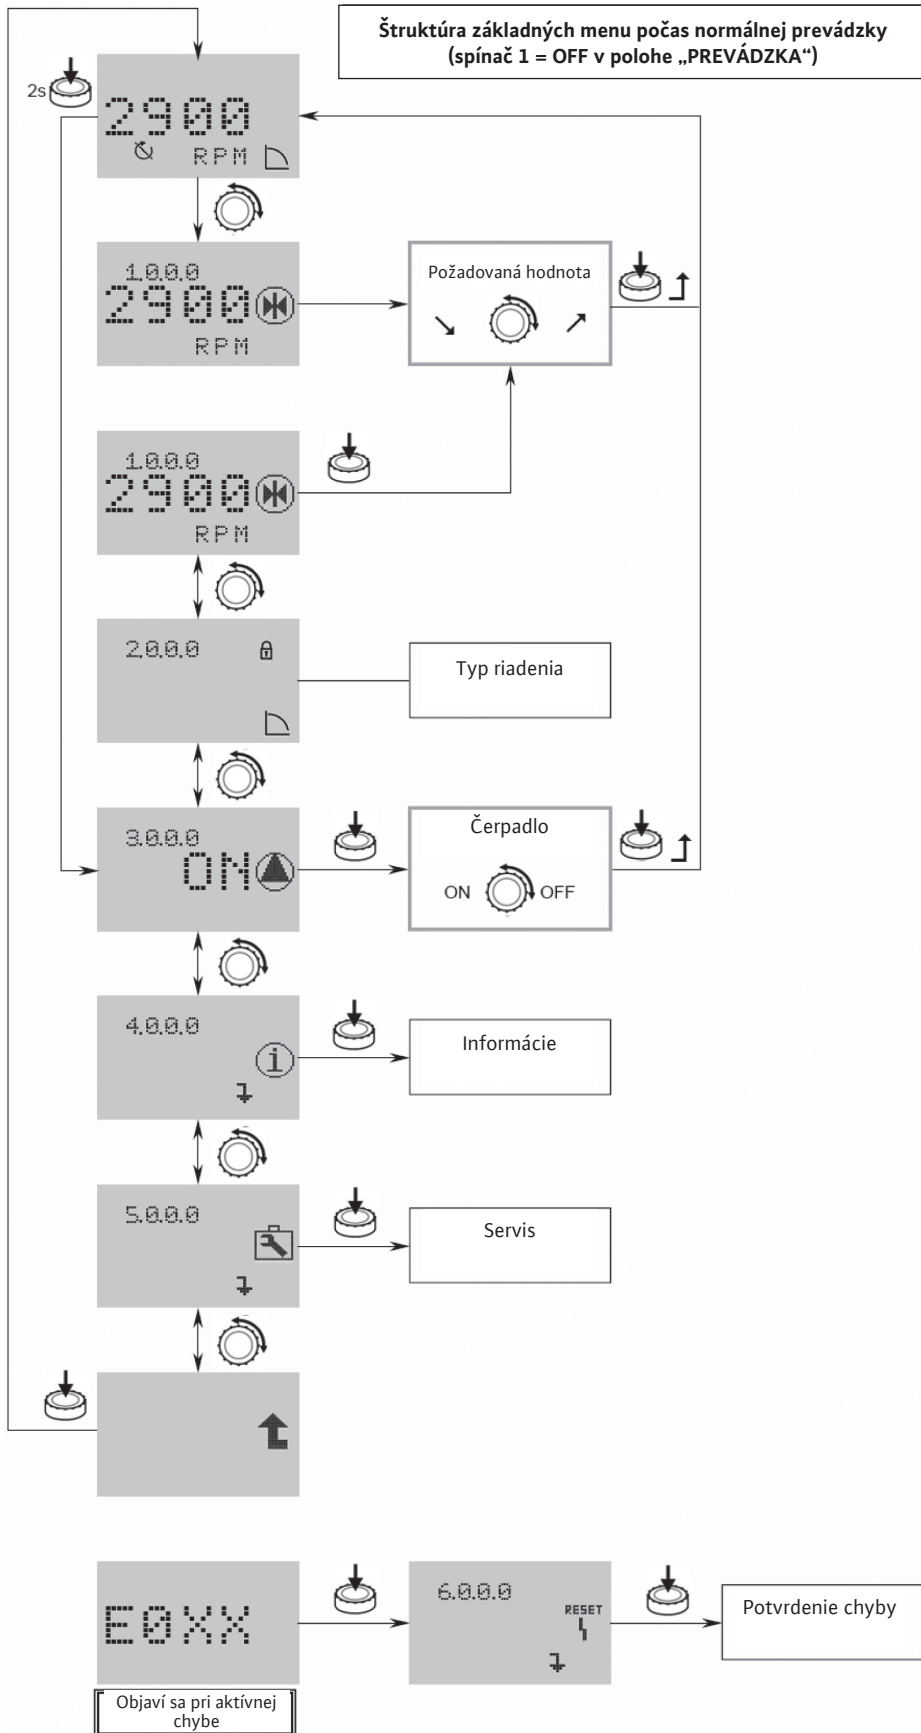 Štruktúra základných menu počas normálnej prevádzky
(spínač 1 = OFF v polohe „PREVÁDZKA“)
2s
2900
RPM
1.0.0.0
2900
RPM
Požadovaná hodnota
1.0.0.0
2900
RPM
2.0.0.0
Typ riadenia
3.0.0.0
ON
Čerpadlo
ON OFF
4.0.0.0
i
Informácie
5.0.0.0
Servis
E0XX
6.0.0.0
RESET
Potvrdenie chyby
Objaví sa pri aktívnej
chybe